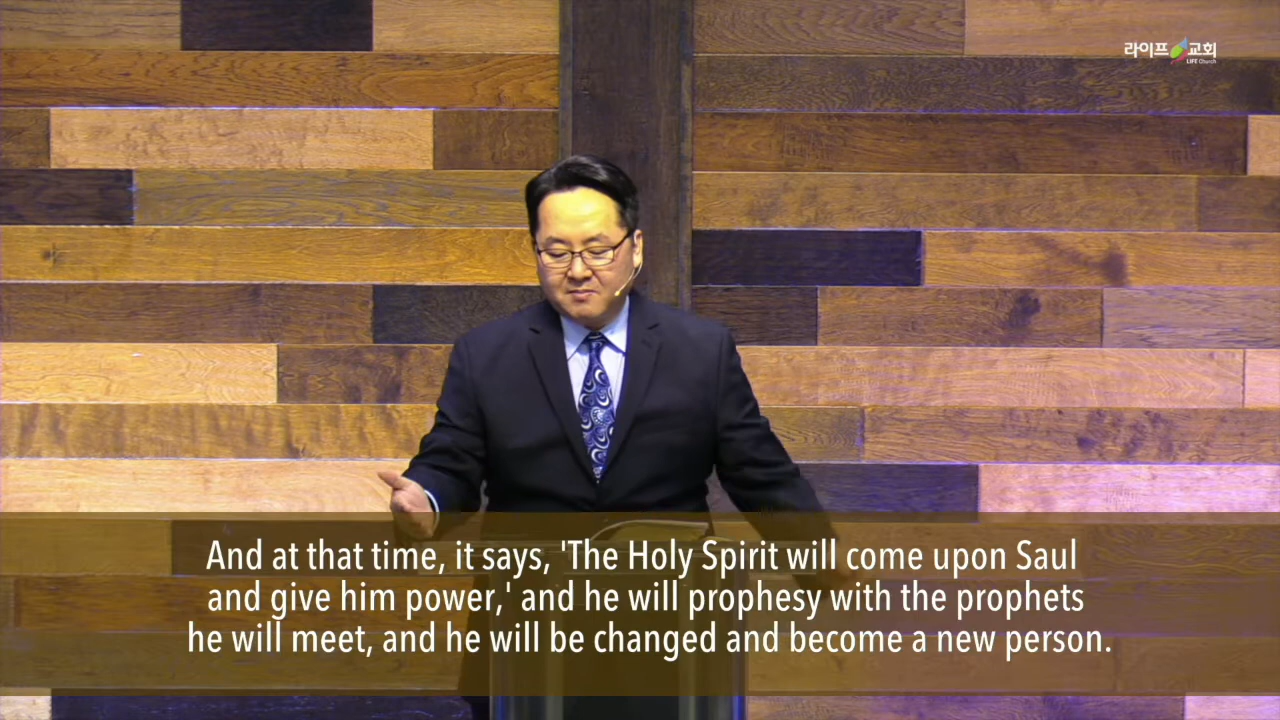 라이프교회
LIFE Church
And at that time, it says, 'The Holy Spirit will come upon Saul
and give him power,' and he will prophesy with the prophets
he will meet, and he will be changed and become a new person.